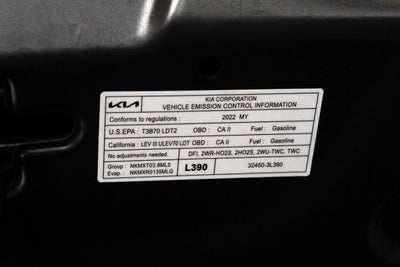 KIA KIA CORPORATION
VEHICLE EMISSION CONTROL INFORMATION
Conforms to regulations : 2022 MY
U.S.EPA : T3B70 LDT2 OBD : CA II Fuel : Gasoline
California : LEV III ULEV70 LDT OBD : CA II Fuel : Gasoline
No adjustments needed. DFI, 2WR-HO2S, 2HO2S, 2WU-TWC, TWC
Group : NKMXT03.8ML5 L390 32450-3L390
Evap. : NKMXR0135MLG